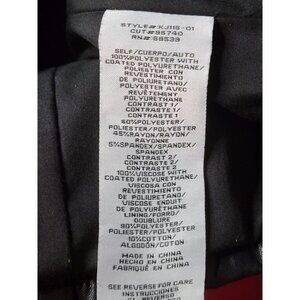 STYLE#:XJ116-01
CUT#:85740
RN#:58539
SELF/CUERPO/AUTO
100%POLYESTER WITH
COATED POLYURETHANE/
POLIESTER CON
REVESTIMIENTO
DE POLIURETANO/
POLYESTER AVEC
REVÊTEMENT
POLYURETHANE
CONTRAST 1/
CONTRASTE 1/
CONTRASTE 1
50%POLYESTER/
POLIESTER/POLYESTER
45%RAYON/RAYON/
RAYONNE
5%SPANDEX/SPANDEX/
SPANDEX
CONTRAST 2/
CONTRASTE 2/
CONTRASTE 2
100%VISCOSE WITH
COATED POLYURETHANE/
VISCOSA CON
REVESTIMIENTO
DE POLIURETANO/
VISCOSE ENDUIT
DE POLYURETHANE
LINING/FORRO/
DOUBLURE
90%POLYESTER/
POLIESTER/POLYESTER
10%COTTON/
ALGODÓN/COTON
MADE IN CHINA
HECHO EN CHINA
FABRIQUÉ EN CHINA
SEE REVERSE FOR CARE
INSTRUCCIONES
AL REVERSO